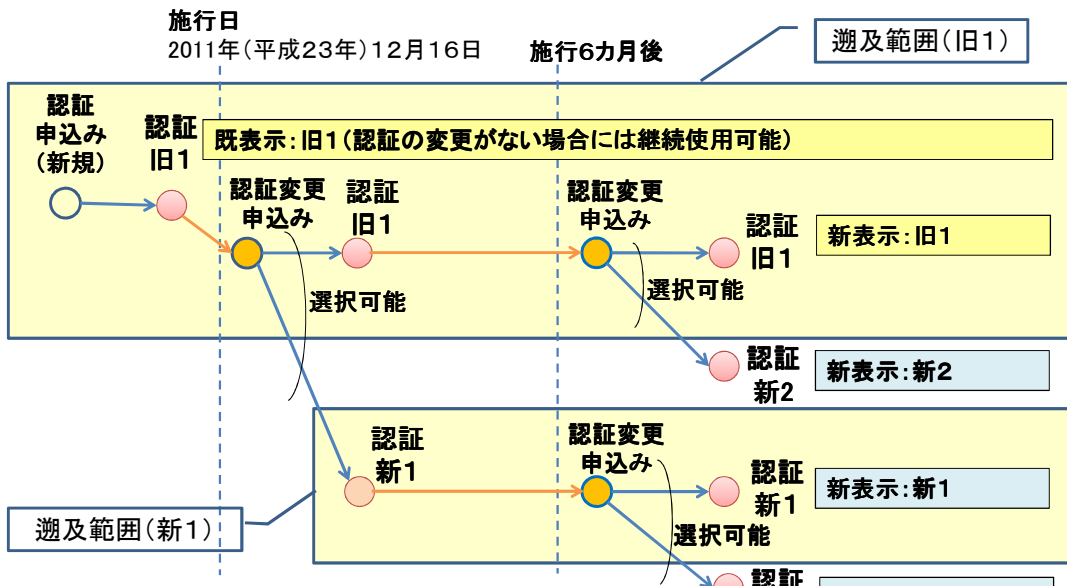 施行日
2011年(平成23年)12月16日
施行6カ月後
遡及範囲(旧1)
認証
申込み
(新規)
認証
旧1
既表示:旧1(認証の変更がない場合には継続使用可能)
認証変更
申込み
認証
旧1
認証変更
申込み
認証
旧1
新表示:旧1
選択可能
選択可能
認証
新2
新表示:新2
認証
新1
認証変更
申込み
認証
新1
新表示:新1
遡及範囲(新1)
選択可能
認証